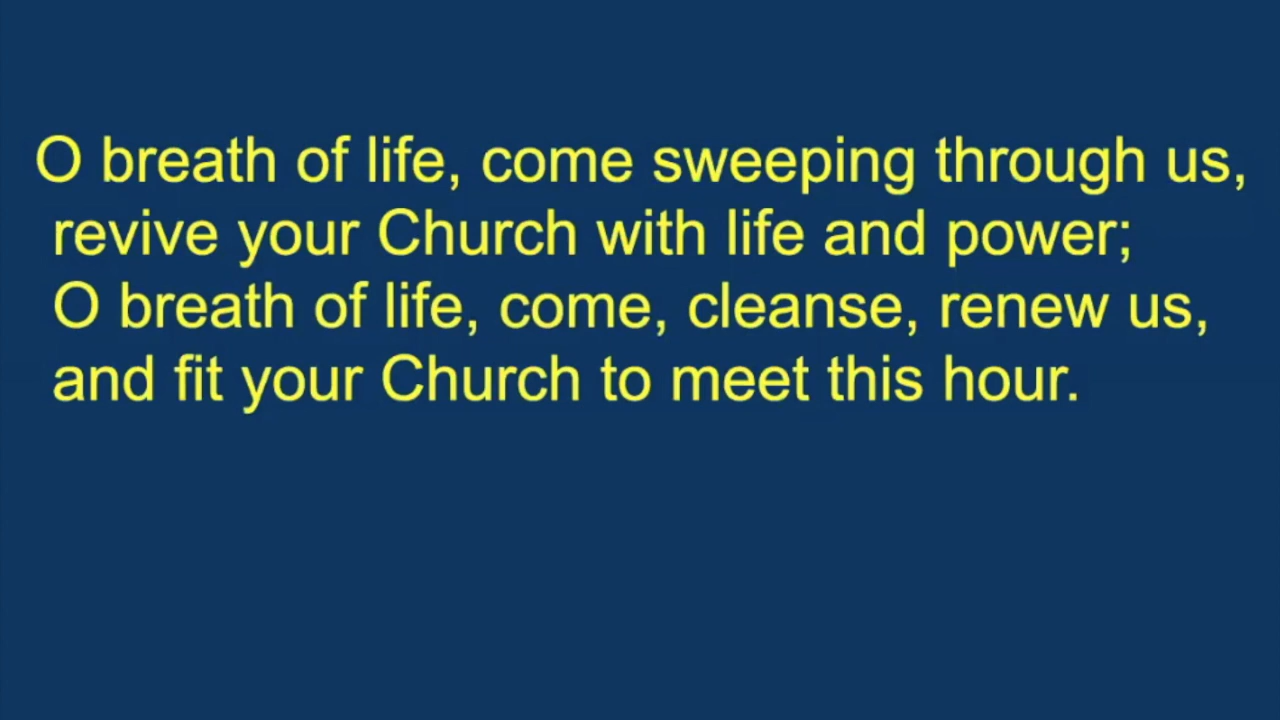 O breath of life, come sweeping through us,
revive your Church with life and power;
O breath of life, come, cleanse, renew us,
and fit your Church to meet this hour.